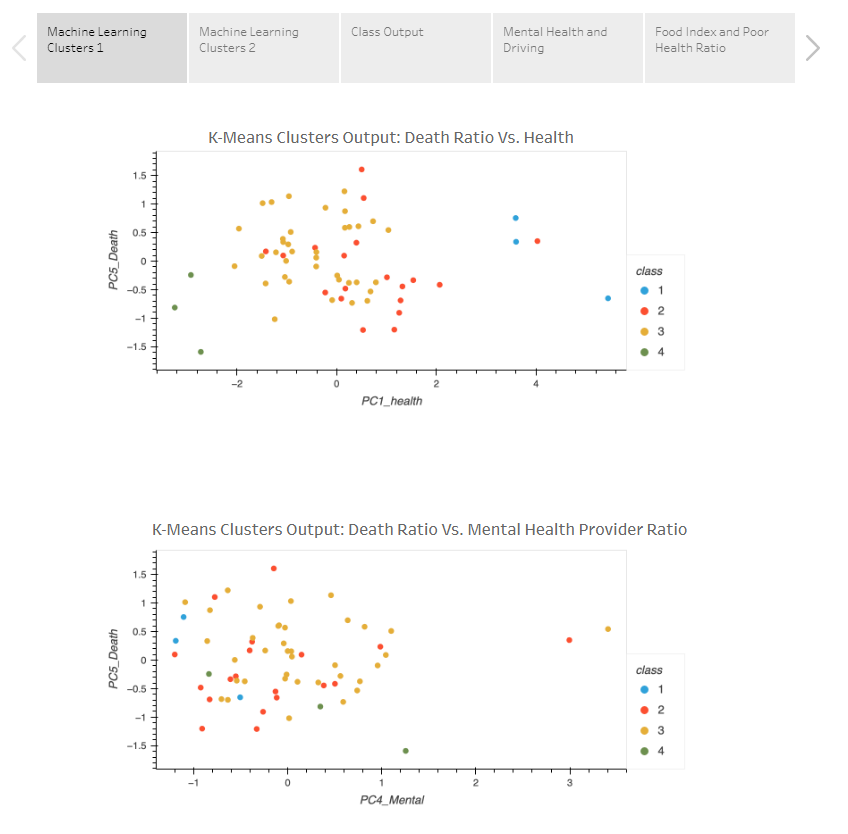 Machine Learning
Clusters 1
Machine Learning
Clusters 2
Class Output
Mental Health and
Driving
Food Index and Poor
Health Ratio
K-Means Clusters Output: Death Ratio Vs. Health
1.5
1
0.5
0
−0.5
−1
−1.5
PC5_Death
−2
0
2
4
PC1_health
class
1
2
3
4
K-Means Clusters Output: Death Ratio Vs. Mental Health Provider Ratio
1.5
1
0.5
0
−0.5
−1
−1.5
PC5_Death
−1
0
1
2
3
PC4_Mental
class
1
2
3
4